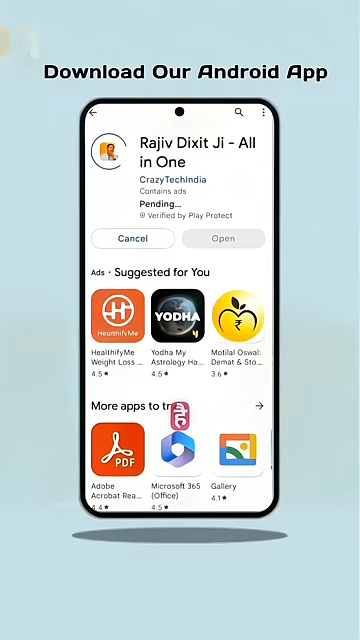 Download Our Android App
Rajiv Dixit Ji - All
in One
CrazyTechIndia
Contains ads
Pending...
Verified by Play Protect
Cancel
Open
Ads • Suggested for You
HealthifyMe
YODHA
₹
HealthifyMe
Weight Loss ...
4.5★
Yodha My
Astrology Ho...
4.5★
Motilal Oswal:
Demat & Sto...
3.6★
More apps to
PDF
Adobe
Acrobat Rea...
4.4★
Microsoft 365
(Office)
4.5★
Gallery
4.1★